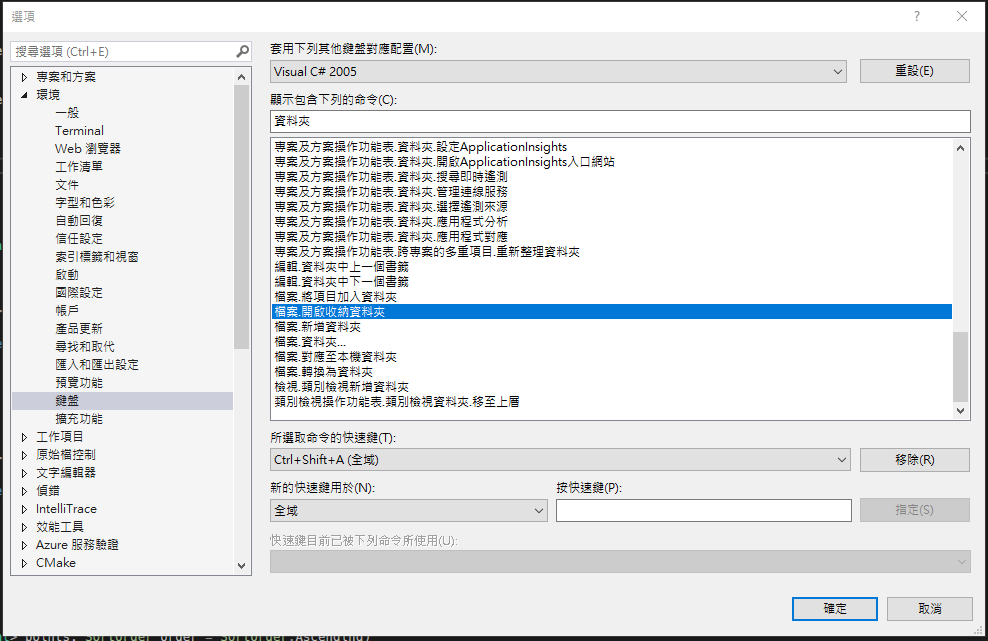 選項
搜尋選項 (Ctrl+E)
專案和方案
環境
一般
Terminal
Web 瀏覽器
工作清單
文件
字型和色彩
自動回復
信任設定
索引標籤和視窗
啟動
國際設定
帳戶
產品更新
尋找和取代
匯入和匯出設定
預覽功能
鍵盤
擴充功能
工作項目
原始檔控制
文字編輯器
偵錯
IntelliTrace
效能工具
Azure 服務驗證
CMake
套用下列其他鍵盤對應配置(M):
Visual C# 2005
重設(E)
顯示包含下列的命令(C):
資料夾
專案及方案操作功能表.資料夾.設定ApplicationInsights
專案及方案操作功能表.資料夾.開啟ApplicationInsights入口網站
專案及方案操作功能表.資料夾.搜尋即時遙測
專案及方案操作功能表.資料夾.管理連線服務
專案及方案操作功能表.資料夾.選擇遙測來源
專案及方案操作功能表.資料夾.應用程式分析
專案及方案操作功能表.資料夾.應用程式對應
專案及方案操作功能表.跨專案的多重項目.重新整理資料夾
編輯.資料夾中上一個書籤
編輯.資料夾中下一個書籤
檔案.將項目加入資料夾
檔案.開啟收納資料夾
檔案.新增資料夾
檔案.資料夾...
檔案.對應至本機資料夾
檔案.轉換為資料夾
檢視.類別檢視新增資料夾
類別檢視操作功能表.類別檢視資料夾.移至上層
所選取命令的快速鍵(T):
Ctrl+Shift+A (全域)
移除(R)
新的快速鍵用於(N):
按快速鍵(P):
全域
指定(S)
快速鍵目前已被下列命令所使用(U):
確定
取消